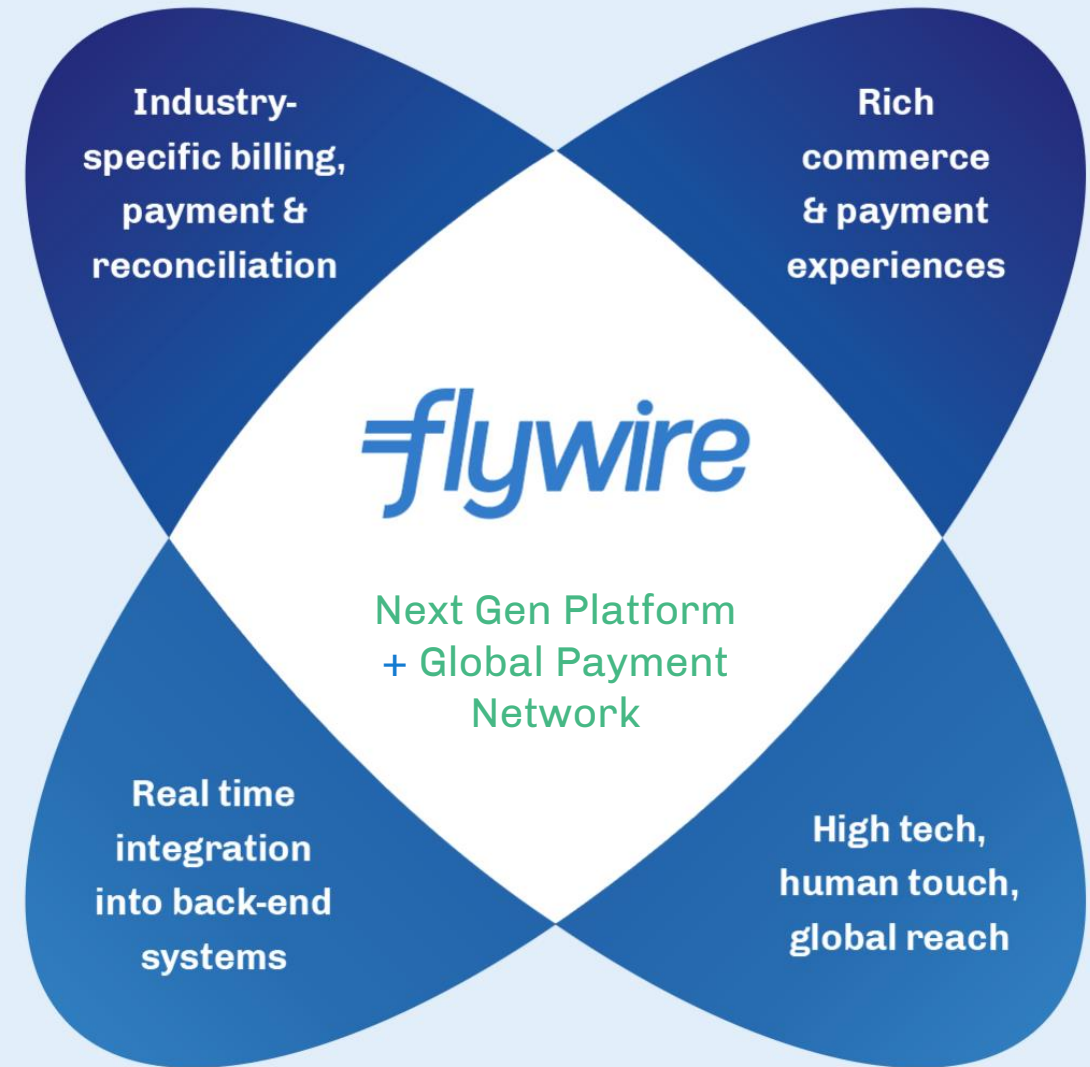 Industry-
specific billing,
payment &
reconciliation
Rich
commerce
& payment
experiences
flywire
Next Gen Platform
+ Global Payment
Network
Real time
integration
into back-end
systems
High tech,
human touch,
global reach